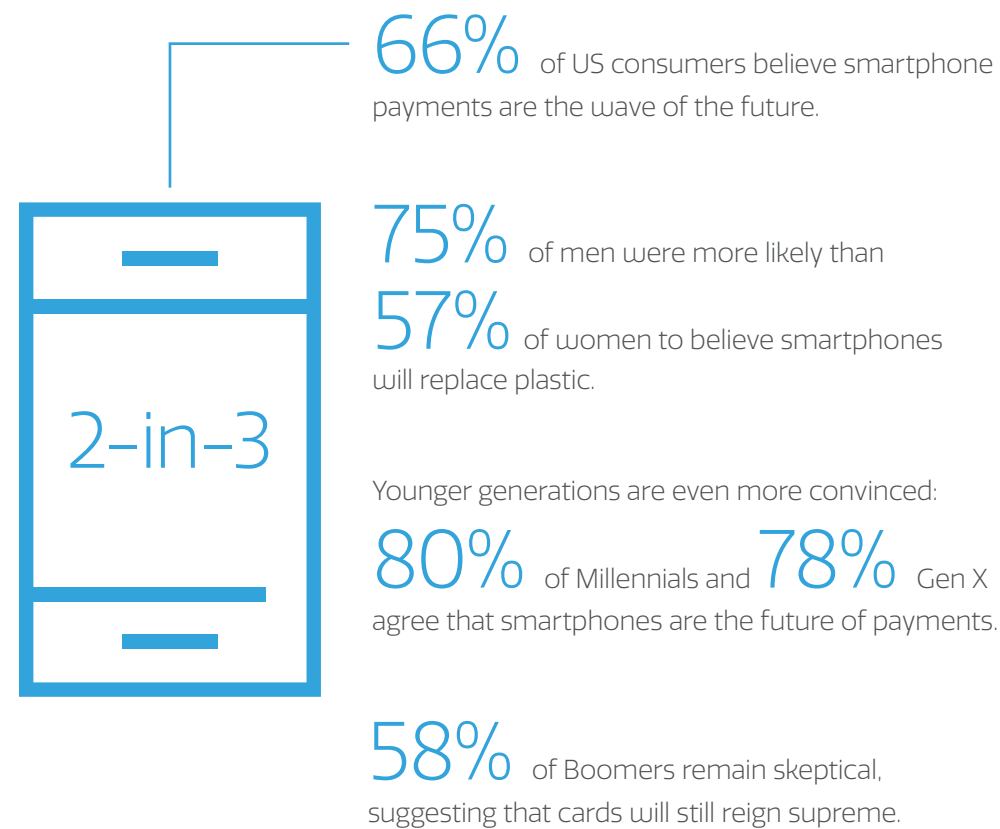 66% of US consumers believe smartphone
payments are the wave of the future.
75% of men were more likely than
57% of women to believe smartphones
will replace plastic.
2-in-3
Younger generations are even more convinced:
80% of Millennials and 78% Gen X
agree that smartphones are the future of payments.
58% of Boomers remain skeptical,
suggesting that cards will still reign supreme.